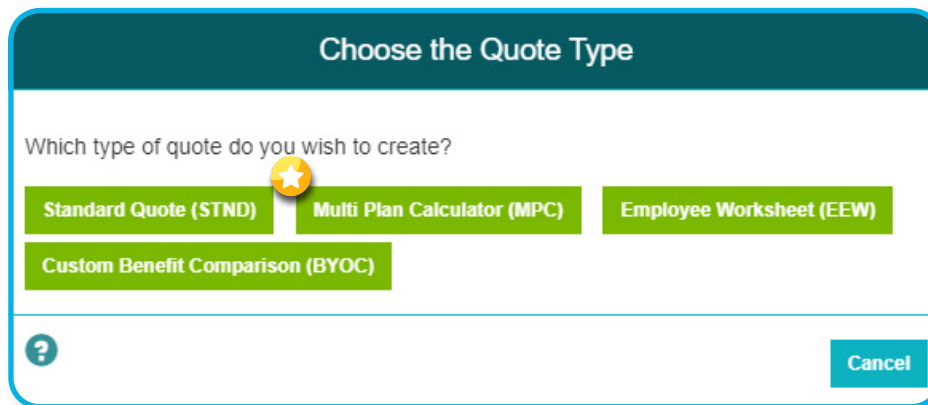 Choose the Quote Type
Which type of quote do you wish to create?
Standard Quote (STND) Multi Plan Calculator (MPC) Employee Worksheet (EEW)
Custom Benefit Comparison (BYOC)
?
Cancel